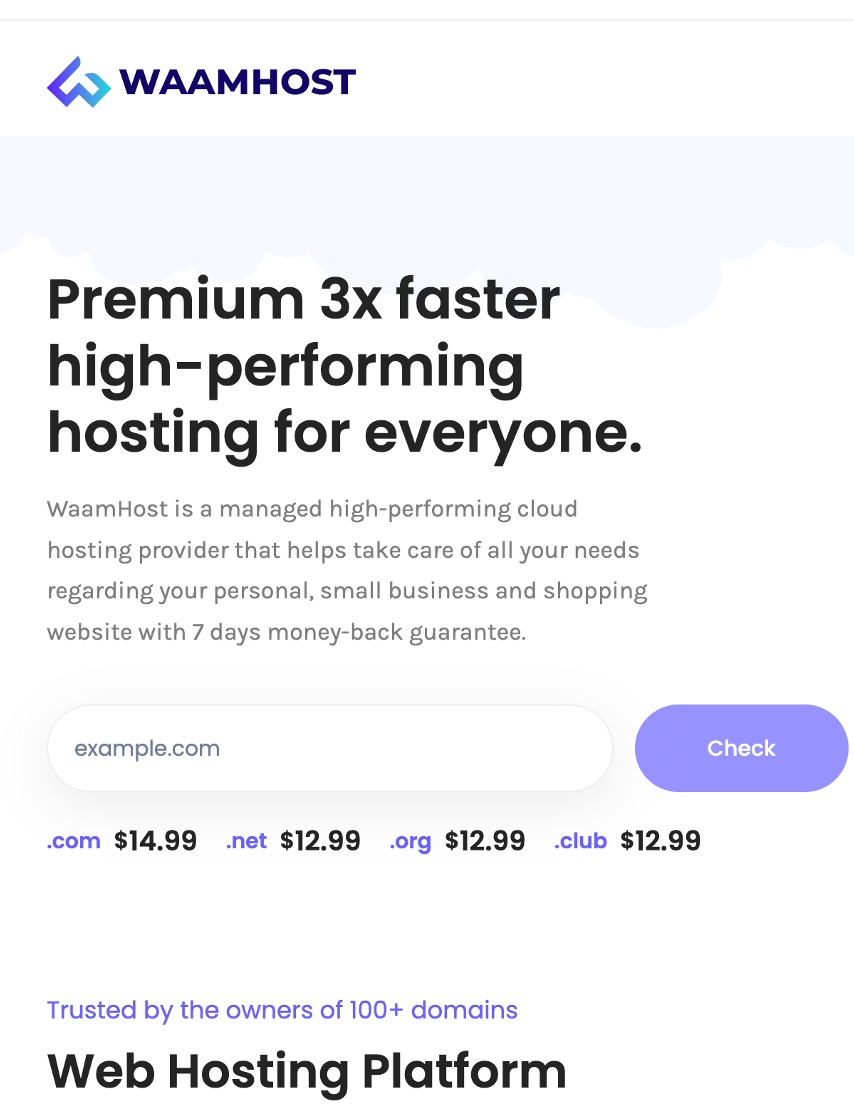 WAAMHOST
Premium 3x faster
high-performing
hosting for everyone.
WaamHost is a managed high-performing cloud
hosting provider that helps take care of all your needs
regarding your personal, small business and shopping
website with 7 days money-back guarantee.
example.com Check
.com $14.99 .net $12.99 .org $12.99 .club $12.99
Trusted by the owners of 100+ domains
Web Hosting Platform